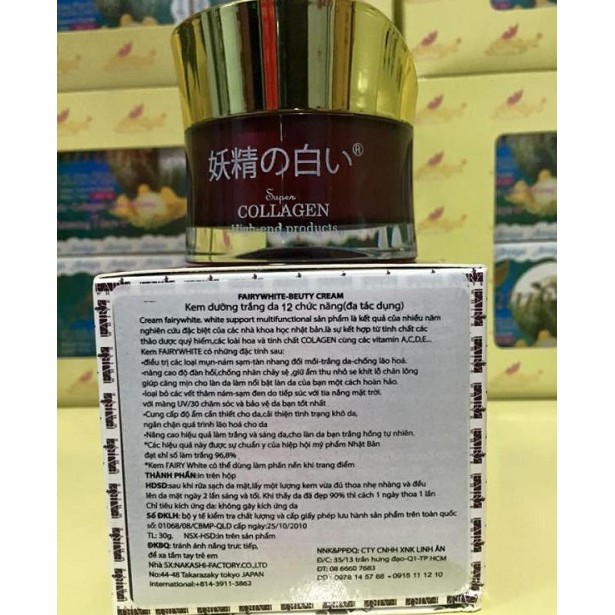 妖精の白い®
Super
COLLAGEN
High-end products
FAIRYWHITE-BEUTY CREAM
Kem dưỡng trắng da 12 chức năng(đa tác dụng)
Cream fairywhite. white support multifunctional sản phẩm là kết quả của nhiều năm
nghiên cứu đặc biệt của các nhà khoa học nhật bản.là sự kết hợp từ tinh chất các
thảo dược quý hiếm,các loài hoa và tinh chất COLAGEN cùng các vitamin A,C,D,E...
Kem FAIRYWHITE có những đặc tính sau:
•điều trị các loại mụn-nám sạm-tàn nhang đồi mồi-trắng da-chống lão hoá.
•nâng cao độ đàn hồi,chống nhăn chảy sệ,giữ ẩm thu nhỏ se khít lỗ chân lông
giúp căng mịn cho làn da làm nổi bật làn da của bạn một cách hoàn hảo.
•loại bỏ các vết thâm nám-sạm đen do tiếp súc với tia nắng mặt trời.
với màng UV/30 chăm sóc và bảo vệ da bạn tốt nhất
•Cung cấp độ ẩm cần thiết cho da,cải thiện tình trạng khô da,
ngăn chặn quá trình lão hoá cho da
•Nâng cao hiệu quả làm trắng và sáng da,cho làn da bạn trắng hồng tự nhiên.
*Các hiệu quả này được sự chuẩn y của hiệp hội mỹ phẩm Nhật Bản
đạt chỉ số làm trắng 96,8%
*Kem FAIRY White có thể dùng làm phấn nền khi trang điểm
THÀNH PHẦN:in trên hộp
HDSD:sau khi rữa sạch da mặt,lấy một lượng kem vừa đủ thoa nhẹ nhàng và đều
lên da mặt ngày 2 lần sáng và tối. Khi thấy da đã đẹp 90% thì cách 1 ngày thoa 1 lần
Chỉ tiêu kích ứng da: không gây kích ứng da
Số ĐKLH: bộ y tế kiểm tra chất lượng và cấp giấy phép lưu hành sản phẩm trên toàn quốc
số: 01068/08/CBMP-QLD cấp ngày:25/10/2010
TL: 30g. NSX-HSD:in trên sản phẩm.
ĐKBQ: tránh ánh nắng trực tiếp,
để xa tầm tay trẻ em
Nhà SX:NAKASHI-FACTORY.CO.LTD
No:44-48 Takarazaky tokyo JAPAN
International:+814-3911-3863
NNK&PPĐQ: CTY CNHH XNK LINH ÂN
Đ/C: 35/13 trần hưng đạo-Q1-TP HCM
ĐT: 08 6660 7683
DD: 0978 14 57 68 - 0915 11 12 10